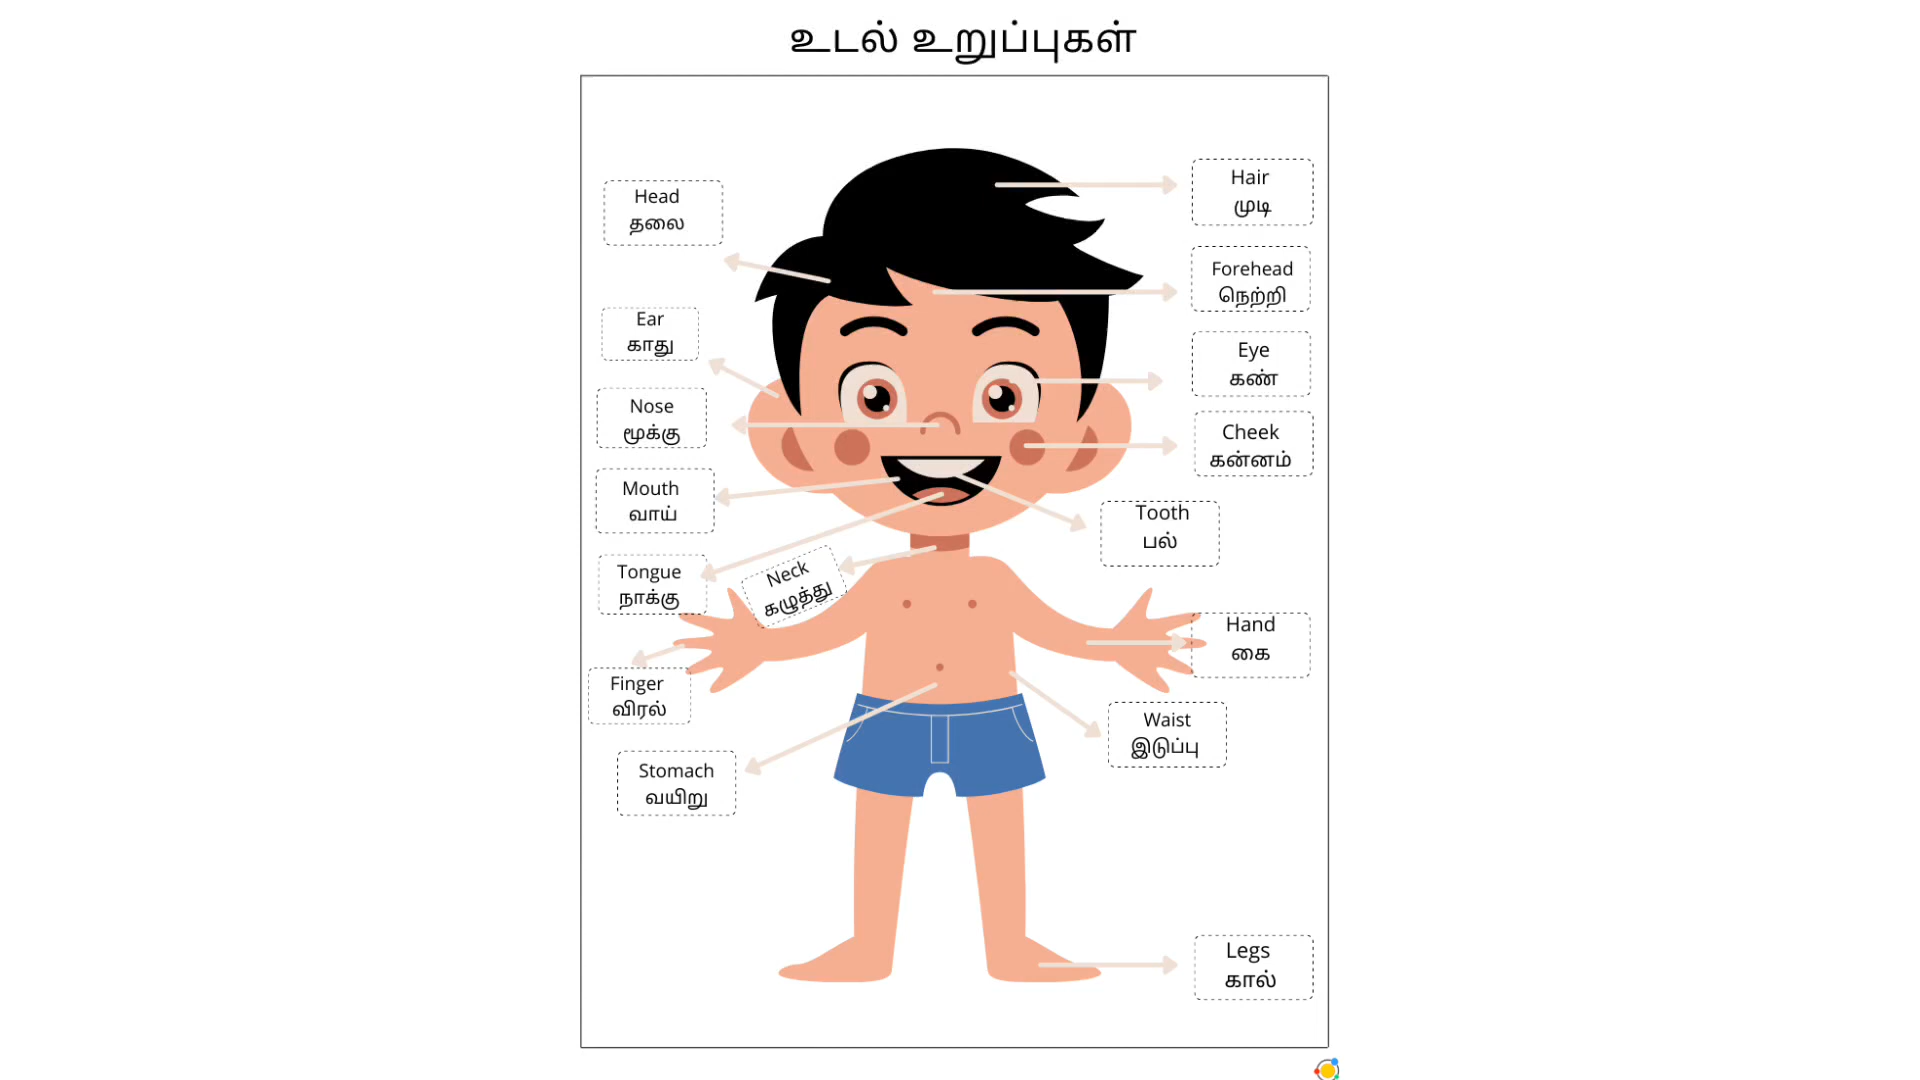 உடல் உறுப்புகள்
Head
தலை
Ear
காது
Nose
மூக்கு
Mouth
வாய்
Tongue
நாக்கு
Neck
கழுத்து
Finger
விரல்
Stomach
வயிறு
Hair
முடி
Forehead
நெற்றி
Eye
கண்
Cheek
கன்னம்
Tooth
பல்
Hand
கை
Waist
இடுப்பு
Legs
கால்